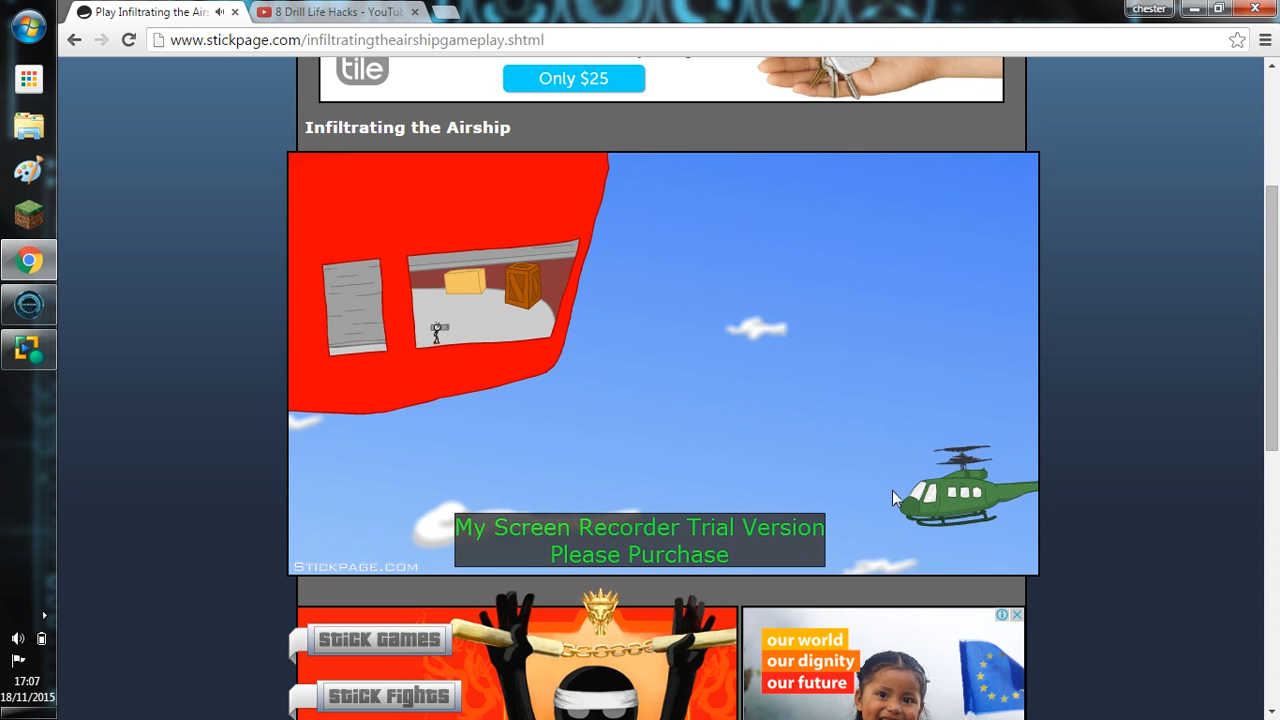 Play Infiltrating the Airs
8 Drill Life Hacks - YouTu
chester
www.stickpage.com/infiltratingtheairshipgameplay.shtml
tile
Only $25
Infiltrating the Airship
My Screen Recorder Trial Version
Please Purchase
STICKPAGE.COM
STICK GAMES
STICK FIGHTS
our world
our dignity
our future
17:07
18/11/2015